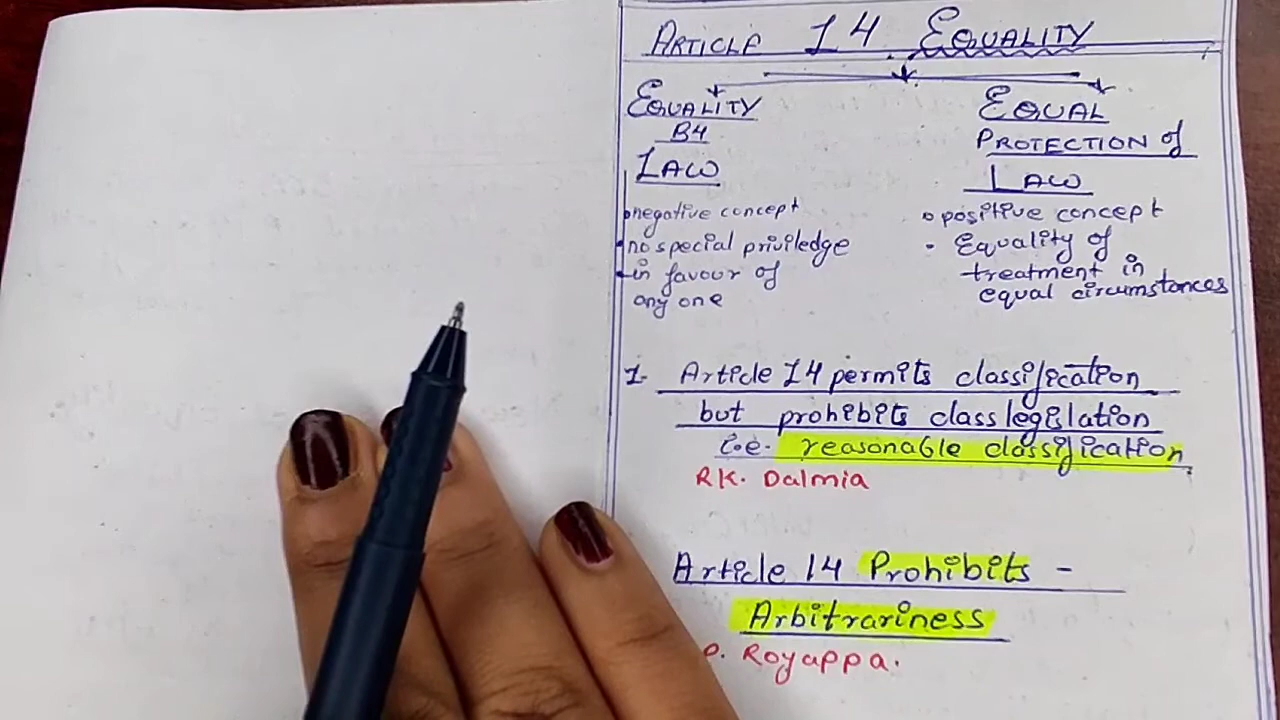 ARTICLE 14 EQUALITY
EQUALITY
B4
LAW
negative concept
no special priviledge
in favour of
any one
EQUAL
PROTECTION of
LAW
positive concept
Equality of
treatment in
equal circumstances
1. Article 14 permits classification
but prohibits class legislation
i.e. reasonable classification
RK. Dalmia
Article 14 Prohibits -
Arbitrariness
P. Royappa.